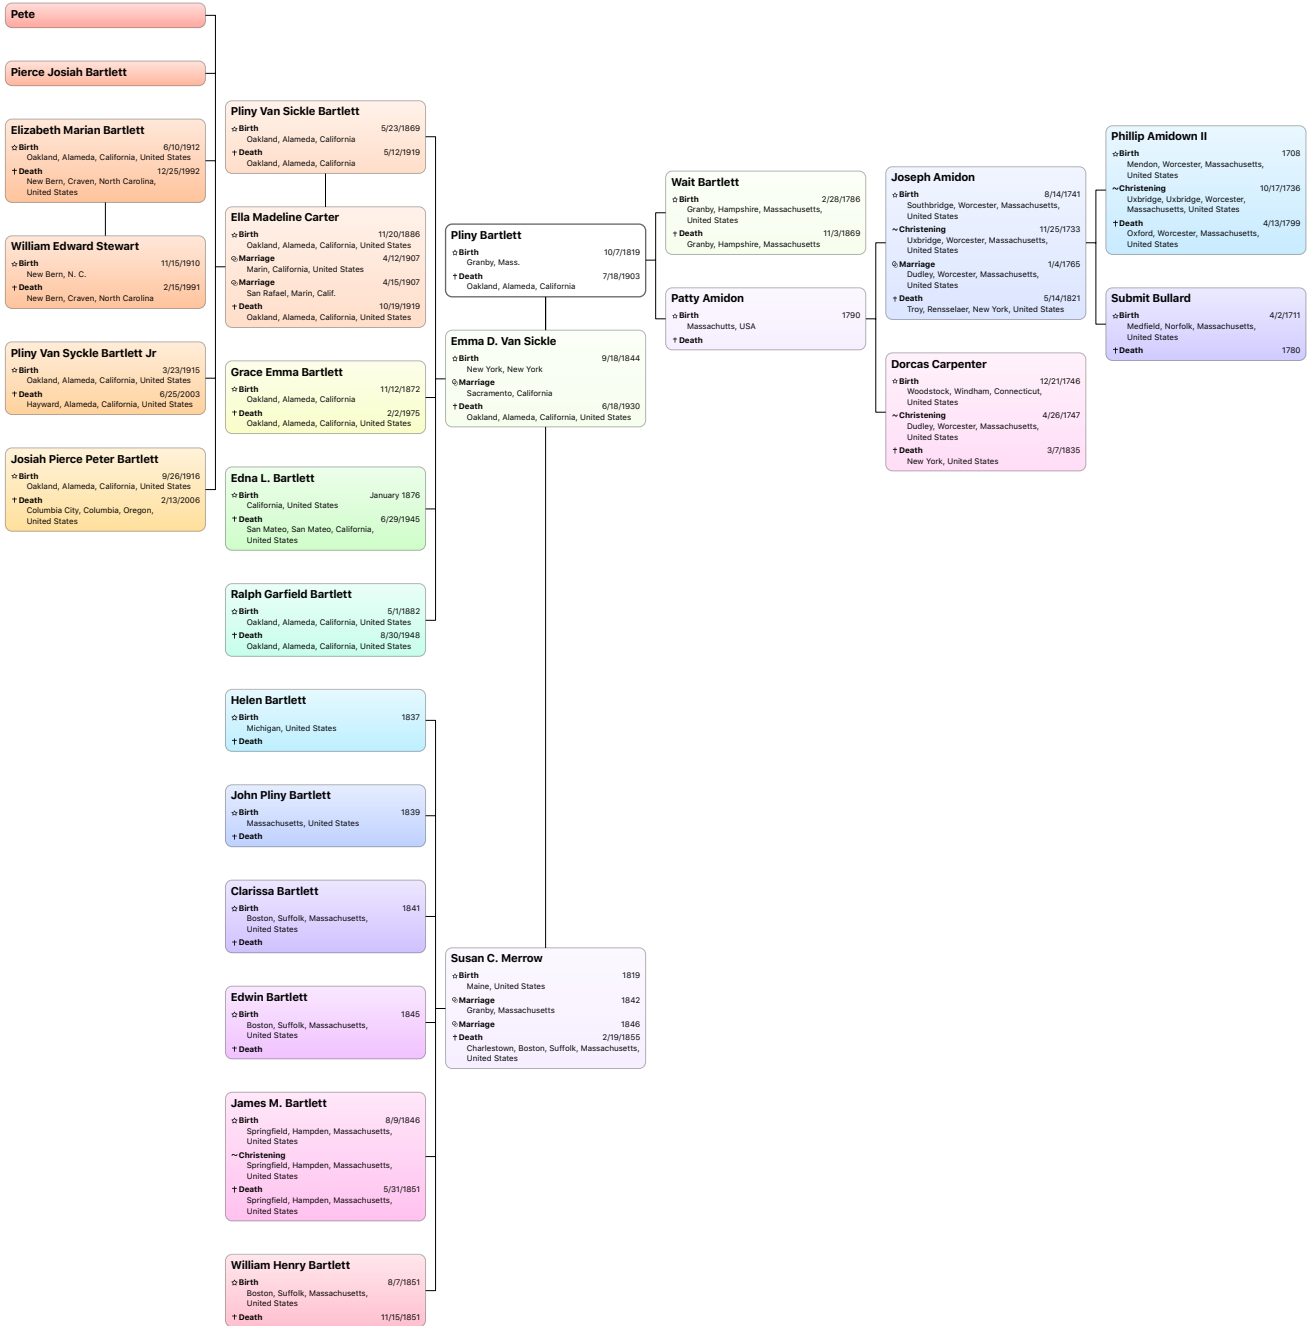 Pete
Pierce Josiah Bartlett
Elizabeth Marian Bartlett
☆Birth 6/10/1912
Oakland, Alameda, California, United States
†Death 12/25/1992
New Bern, Craven, North Carolina,
United States
William Edward Stewart
☆Birth 11/15/1910
New Bern, N. C.
†Death 2/15/1991
New Bern, Craven, North Carolina
Pliny Van Syckle Bartlett Jr
☆Birth 3/23/1915
Oakland, Alameda, California, United States
†Death 6/25/2003
Hayward, Alameda, California, United States
Josiah Pierce Peter Bartlett
☆Birth 9/26/1916
Oakland, Alameda, California, United States
†Death 2/13/2006
Columbia City, Columbia, Oregon,
United States
Pliny Van Sickle Bartlett
☆Birth 5/23/1869
Oakland, Alameda, California
†Death 5/12/1919
Oakland, Alameda, California
Ella Madeline Carter
☆Birth 11/20/1886
Oakland, Alameda, California, United States
⚭Marriage 4/12/1907
Marin, California, United States
⚭Marriage 4/15/1907
San Rafael, Marin, Calif.
†Death 10/19/1919
Oakland, Alameda, California, United States
Grace Emma Bartlett
☆Birth 11/12/1872
Oakland, Alameda, California
†Death 2/2/1975
Oakland, Alameda, California, United States
Edna L. Bartlett
☆Birth January 1876
California, United States
†Death 6/29/1945
San Mateo, San Mateo, California,
United States
Ralph Garfield Bartlett
☆Birth 5/1/1882
Oakland, Alameda, California, United States
†Death 8/30/1948
Oakland, Alameda, California, United States
Helen Bartlett
☆Birth 1837
Michigan, United States
†Death
John Pliny Bartlett
☆Birth 1839
Massachusetts, United States
†Death
Clarissa Bartlett
☆Birth 1841
Boston, Suffolk, Massachusetts,
United States
†Death
Edwin Bartlett
☆Birth 1845
Boston, Suffolk, Massachusetts,
United States
†Death
James M. Bartlett
☆Birth 8/9/1846
Springfield, Hampden, Massachusetts,
United States
~Christening
Springfield, Hampden, Massachusetts,
United States
†Death 5/31/1851
Springfield, Hampden, Massachusetts,
United States
William Henry Bartlett
☆Birth 8/7/1851
Boston, Suffolk, Massachusetts,
United States
†Death 11/15/1851
Pliny Bartlett
☆Birth 10/7/1819
Granby, Mass.
†Death 7/18/1903
Oakland, Alameda, California
Emma D. Van Sickle
☆Birth 9/18/1844
New York, New York
⚭Marriage
Sacramento, California
†Death 6/18/1930
Oakland, Alameda, California, United States
Susan C. Merrow
☆Birth 1819
Maine, United States
⚭Marriage 1842
Granby, Massachusetts
⚭Marriage 1846
†Death 2/19/1855
Charlestown, Boston, Suffolk, Massachusetts,
United States
Wait Bartlett
☆Birth 2/28/1786
Granby, Hampshire, Massachusetts,
United States
†Death 11/3/1869
Granby, Hampshire, Massachusetts
Patty Amidon
☆Birth 1790
Massachutts, USA
†Death
Joseph Amidon
☆Birth 8/14/1741
Southbridge, Worcester, Massachusetts,
United States
~Christening 11/25/1733
Uxbridge, Worcester, Massachusetts,
United States
⚭Marriage 1/4/1765
Dudley, Worcester, Massachusetts,
United States
†Death 5/14/1821
Troy, Rensselaer, New York, United States
Dorcas Carpenter
☆Birth 12/21/1746
Woodstock, Windham, Connecticut,
United States
~Christening 4/26/1747
Dudley, Worcester, Massachusetts,
United States
†Death 3/7/1835
New York, United States
Phillip Amidown II
☆Birth 1708
Mendon, Worcester, Massachusetts,
United States
~Christening 10/17/1736
Uxbridge, Uxbridge, Worcester,
Massachusetts, United States
†Death 4/13/1799
Oxford, Worcester, Massachusetts,
United States
Submit Bullard
☆Birth 4/2/1711
Medfield, Norfolk, Massachusetts,
United States
†Death 1780